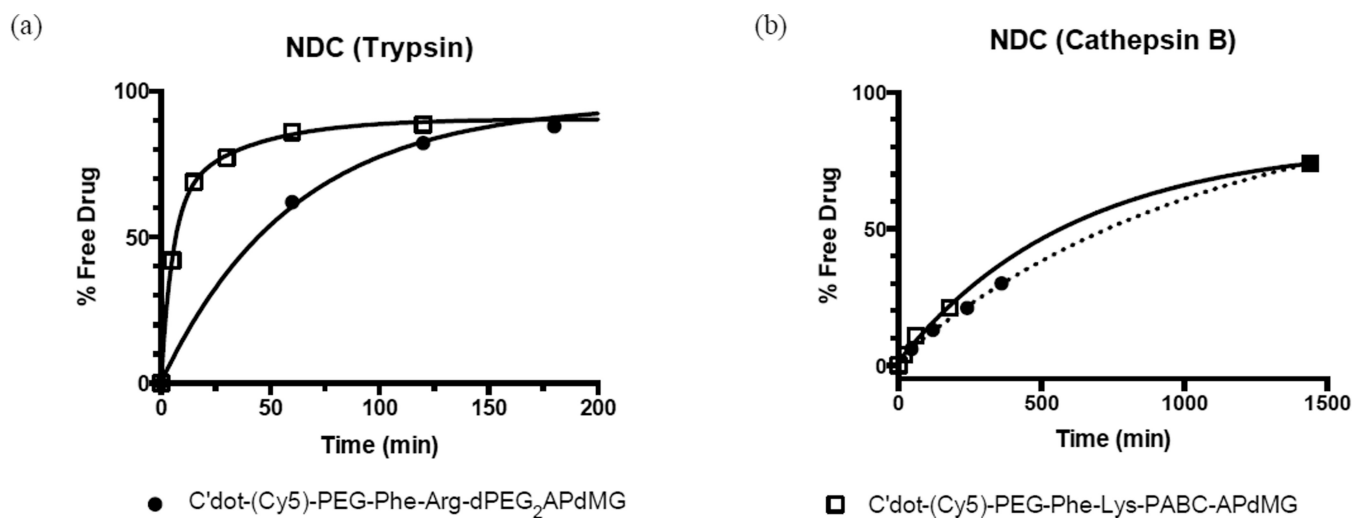 (a)
NDC (Trypsin)
100
50
0
% Free Drug
0 50 100 150 200
Time (min)
(b)
NDC (Cathepsin B)
100
50
0
% Free Drug
0 500 1000 1500
Time (min)
C'dot-(Cy5)-PEG-Phe-Arg-dPEG₂APdMG
C'dot-(Cy5)-PEG-Phe-Lys-PABC-APdMG